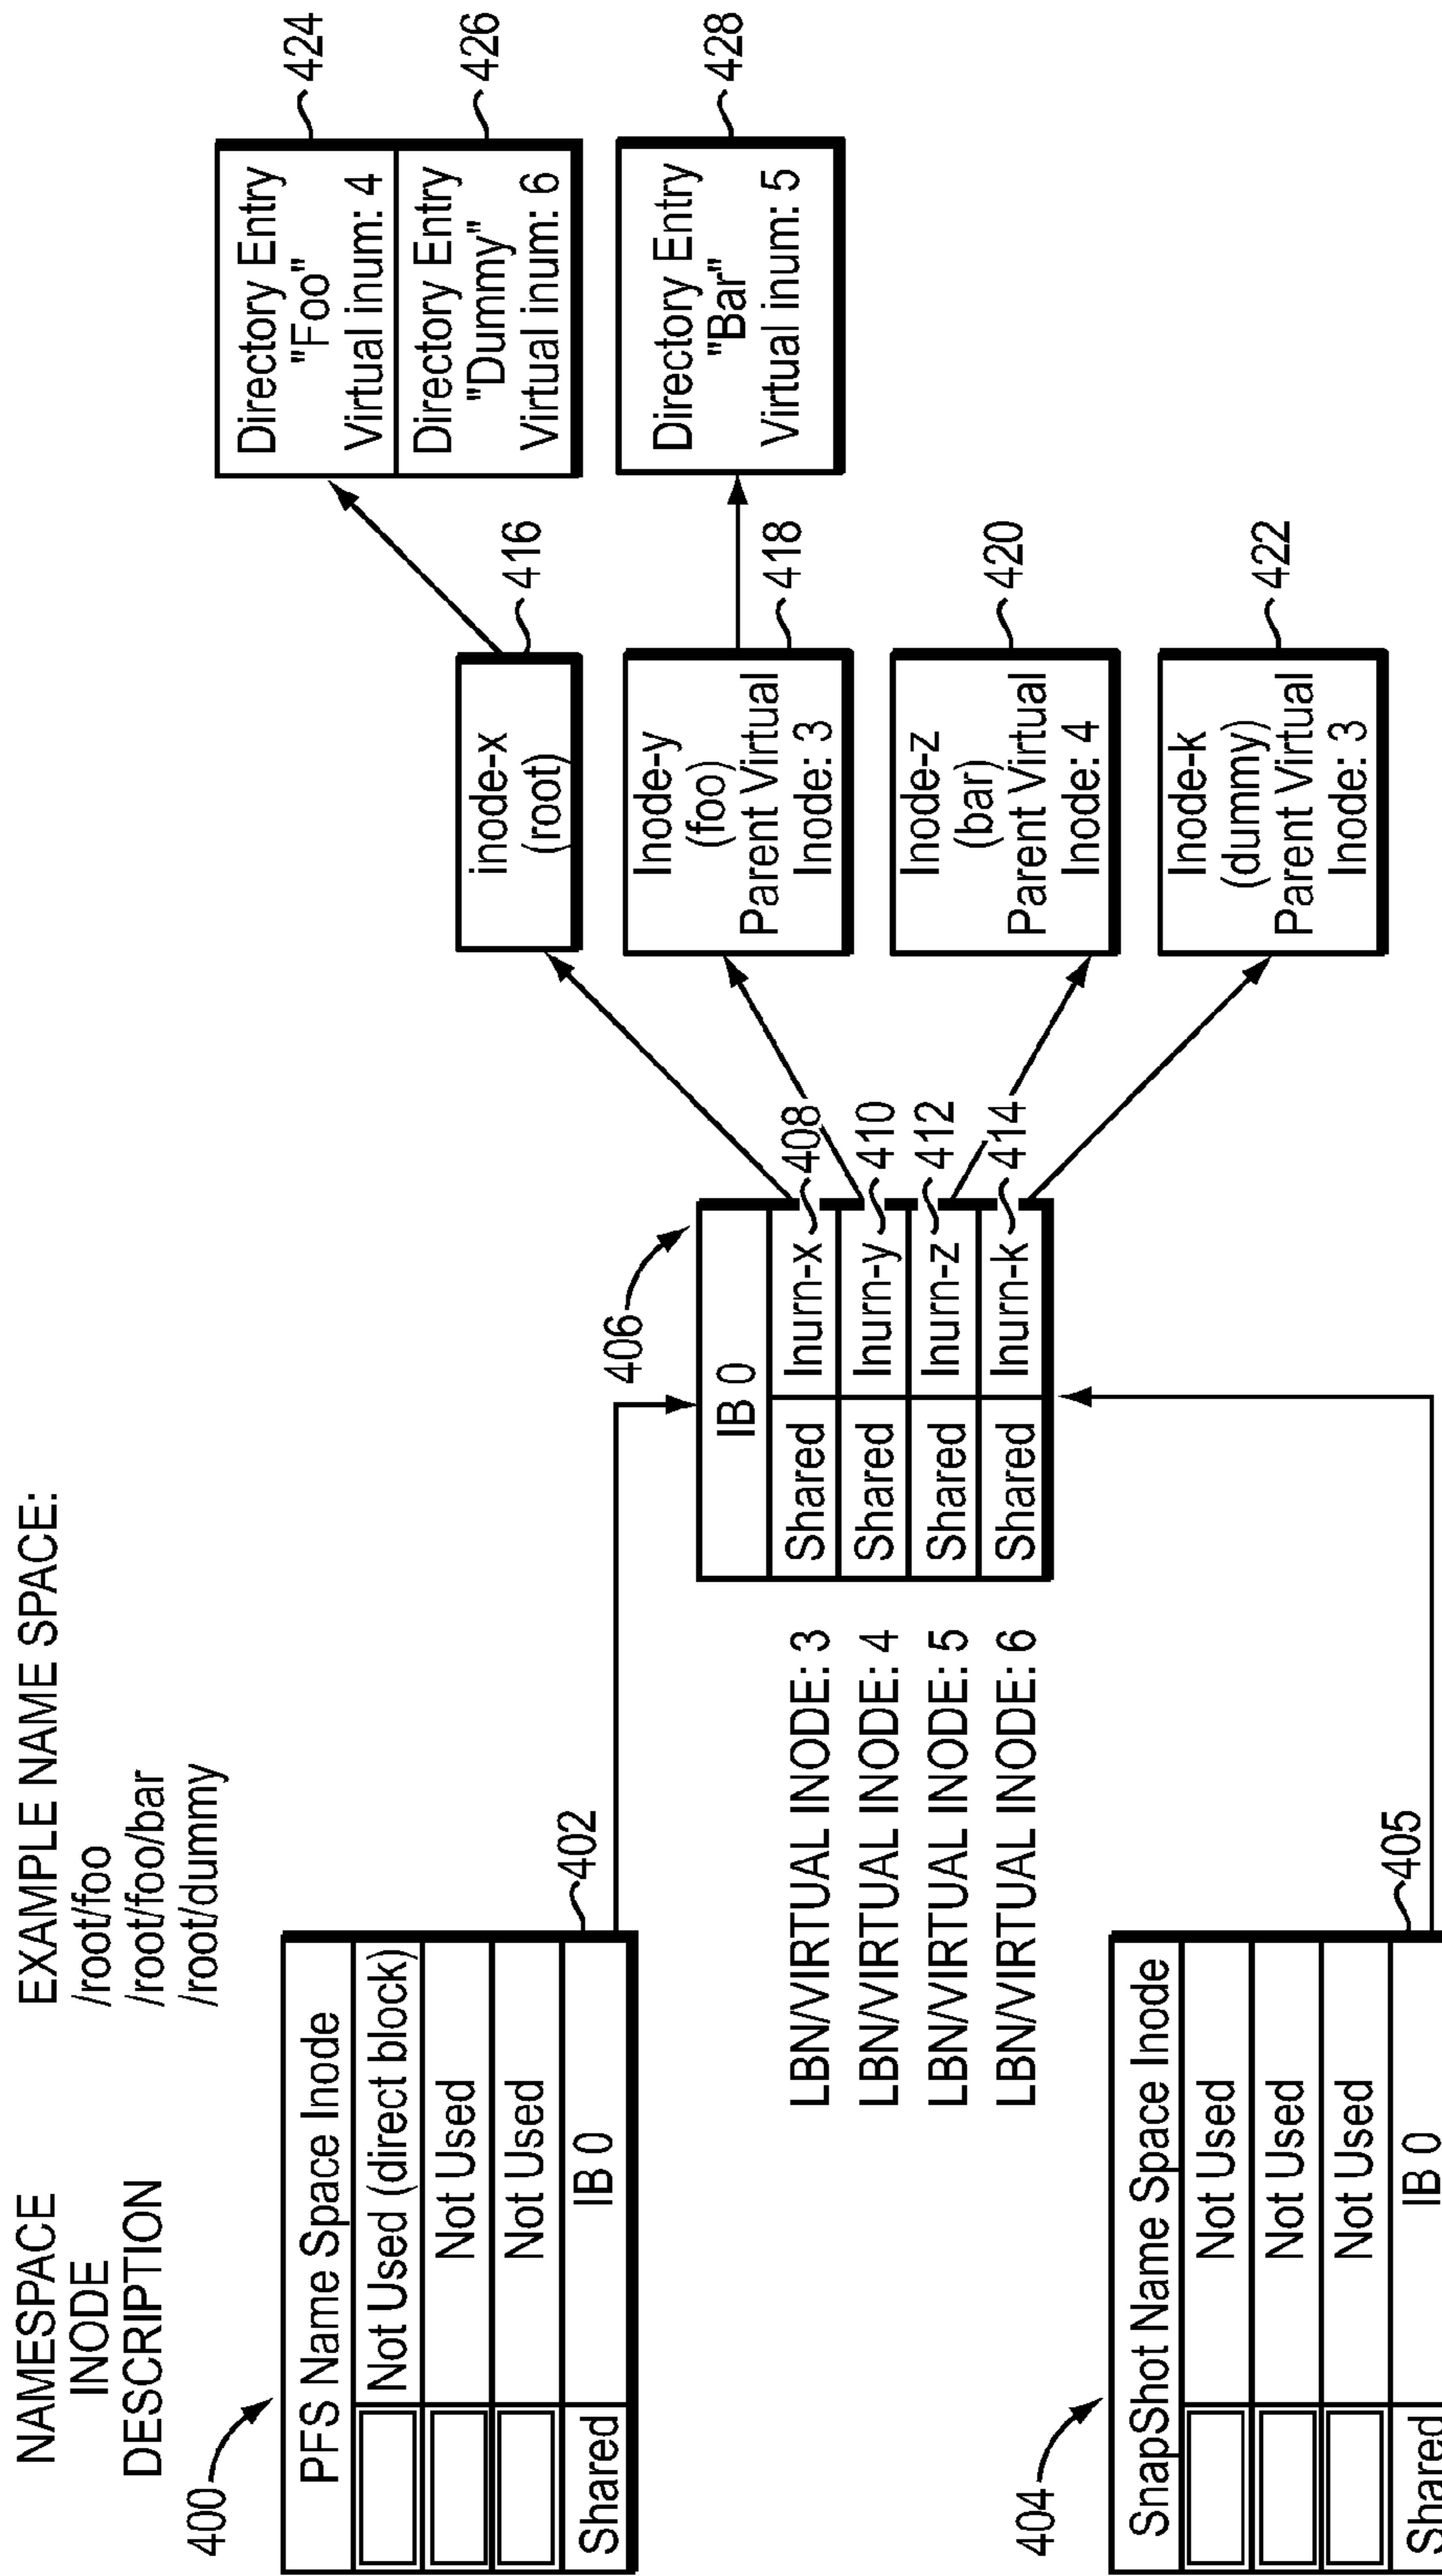 NAMESPACE
INODE
DESCRIPTION
EXAMPLE NAME SPACE:
/root/foo
/root/foo/bar
/root/dummy
400
PFS Name Space Inode
Not Used (direct block)
Not Used
Not Used
Shared IB 0
402
404
SnapShot Name Space Inode
Not Used
Not Used
Not Used
Shared IB 0
405
406
IB 0
LBN/VIRTUAL INODE: 3 Shared Inurn-x 408
LBN/VIRTUAL INODE: 4 Shared Inurn-y 410
LBN/VIRTUAL INODE: 5 Shared Inurn-z 412
LBN/VIRTUAL INODE: 6 Shared Inurn-k 414
inode-x
(root)
416
Inode-y
(foo)
Parent Virtual
Inode: 3
418
Inode-z
(bar)
Parent Virtual
Inode: 4
420
Inode-k
(dummy)
Parent Virtual
Inode: 3
422
Directory Entry
"Foo"
Virtual inum: 4
424
Directory Entry
"Dummy"
Virtual inum: 6
426
Directory Entry
"Bar"
Virtual inum: 5
428